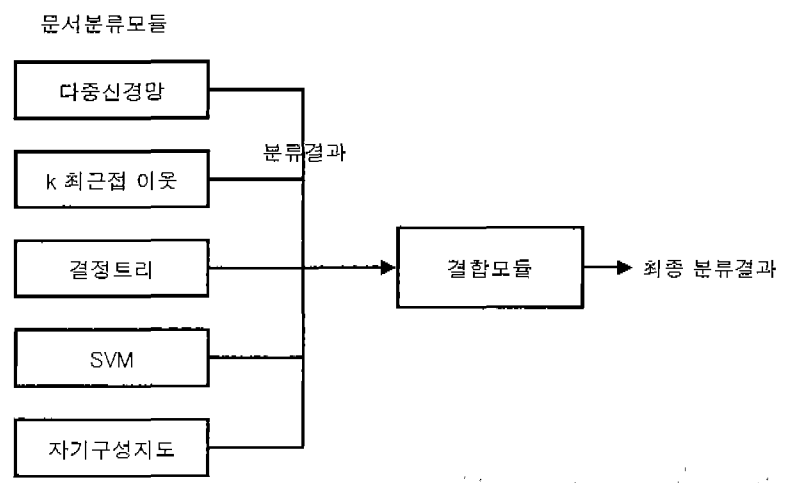 문서분류모듈
다중신경망
분류결과
k 최근접 이웃
결정트리
결합모듈
최종 분류결과
SVM
자기구성지도